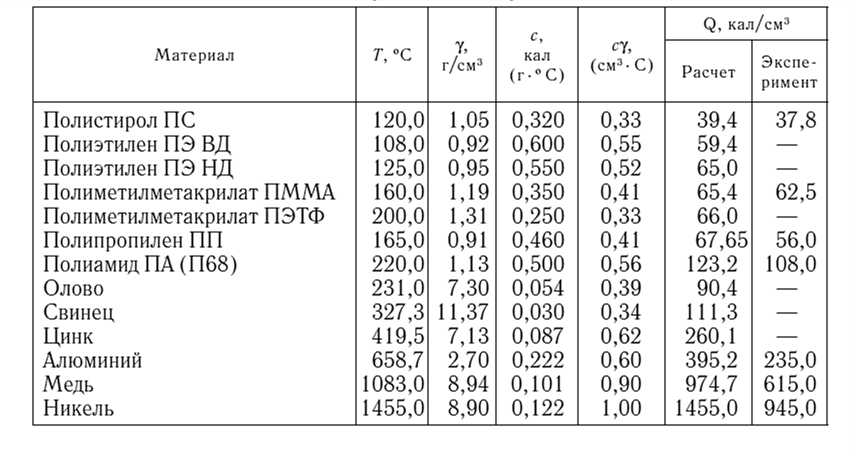 Материал T, °C γ, г/см³ c, кал (г·°C) cγ, (см³·C) Q, кал/см³
Расчет Экспе-римент
Полистирол ПС 120,0 1,05 0,320 0,33 39,4 37,8
Полиэтилен ПЭ ВД 108,0 0,92 0,600 0,55 59,4 —
Полиэтилен ПЭ НД 125,0 0,95 0,550 0,52 65,0 —
Полиметилметакрилат ПММА 160,0 1,19 0,350 0,41 65,4 62,5
Полиметилметакрилат ПЭТФ 200,0 1,31 0,250 0,33 66,0 —
Полипропилен ПП 165,0 0,91 0,460 0,41 67,65 56,0
Полиамид ПА (П68) 220,0 1,13 0,500 0,56 123,2 108,0
Олово 231,0 7,30 0,054 0,39 90,4 —
Свинец 327,3 11,37 0,030 0,34 111,3 —
Цинк 419,5 7,13 0,087 0,62 260,1 —
Алюминий 658,7 2,70 0,222 0,60 395,2 235,0
Медь 1083,0 8,94 0,101 0,90 974,7 615,0
Никель 1455,0 8,90 0,122 1,00 1455,0 945,0